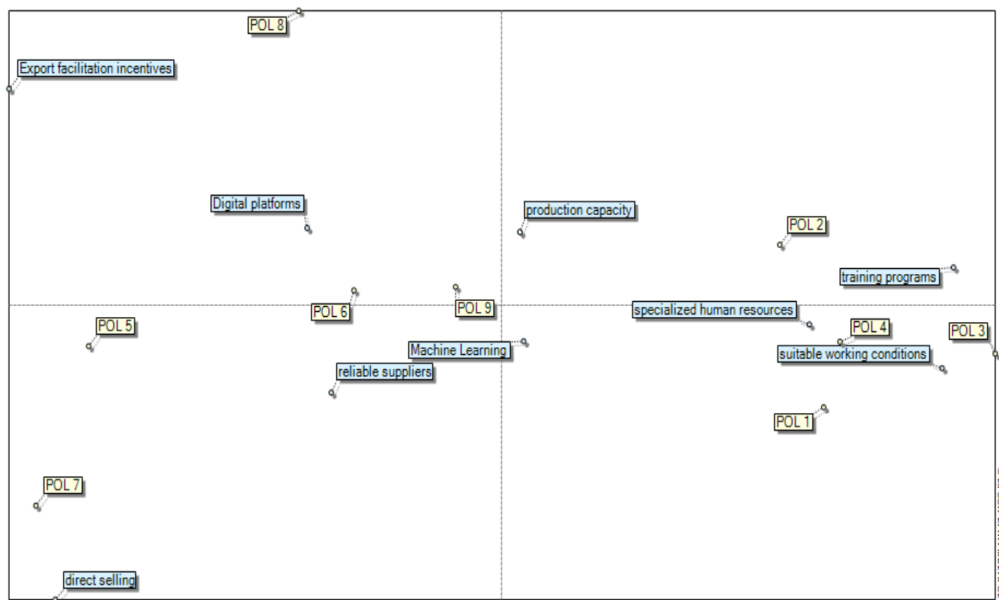 POL 8
Export facilitation incentives
Digital platforms
production capacity
POL 2
training programs
specialized human resources
POL 6
POL 9
POL 5
POL 4
POL 3
Machine Learning
suitable working conditions
reliable suppliers
POL 1
POL 7
direct selling